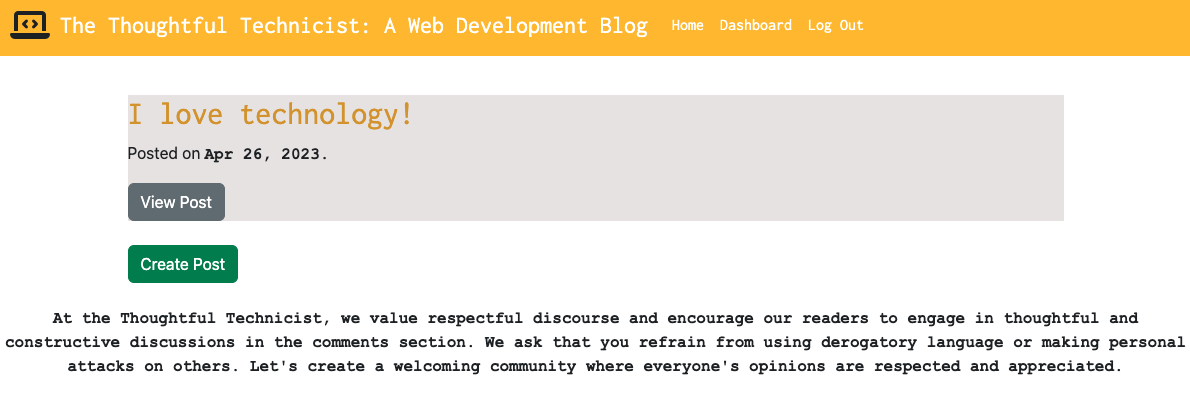 The Thoughtful Technicist: A Web Development Blog Home Dashboard Log Out
I love technology!
Posted on Apr 26, 2023.
View Post
Create Post
At the Thoughtful Technicist, we value respectful discourse and encourage our readers to engage in thoughtful and
constructive discussions in the comments section. We ask that you refrain from using derogatory language or making personal
attacks on others. Let's create a welcoming community where everyone's opinions are respected and appreciated.